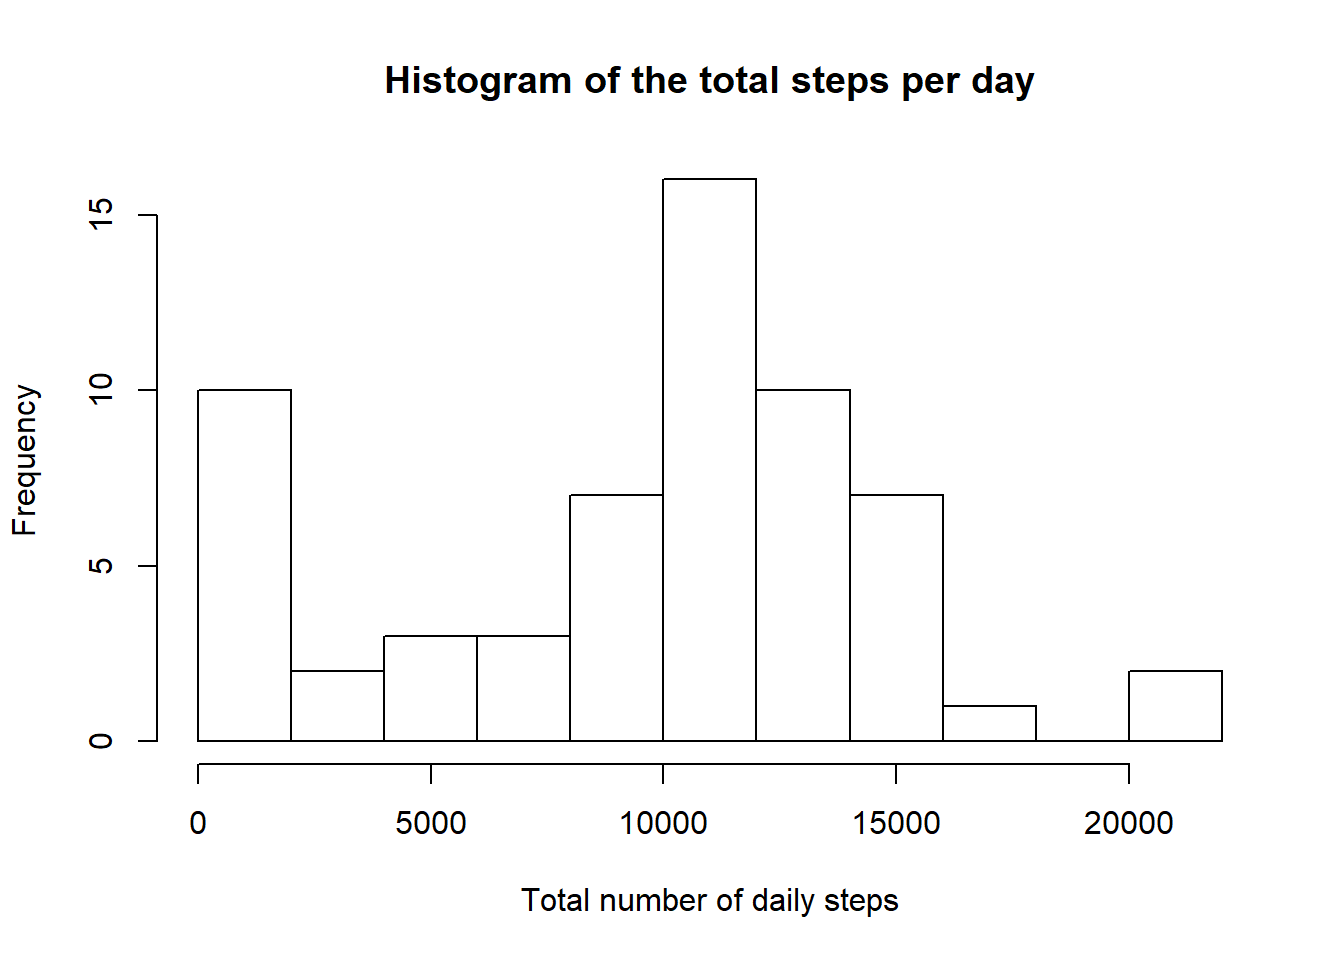 Histogram of the total steps per day
Frequency
15
10
5
0
0 5000 10000 15000 20000
Total number of daily steps